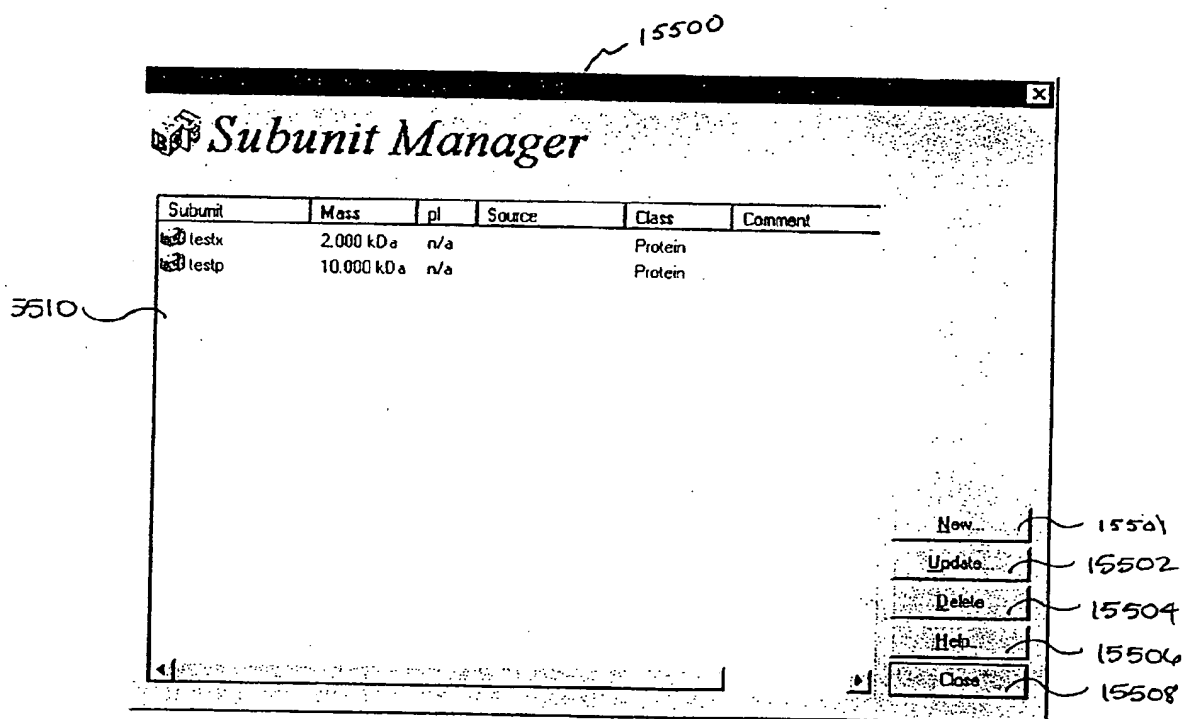 15500
Subunit Manager
Subunit Mass pI Source Class Comment
testx 2.000 kDa n/a Protein
testp 10.000 kDa n/a Protein
3510
New... 15501
Update... 15502
Delete 15504
Help... 15506
Close 15508